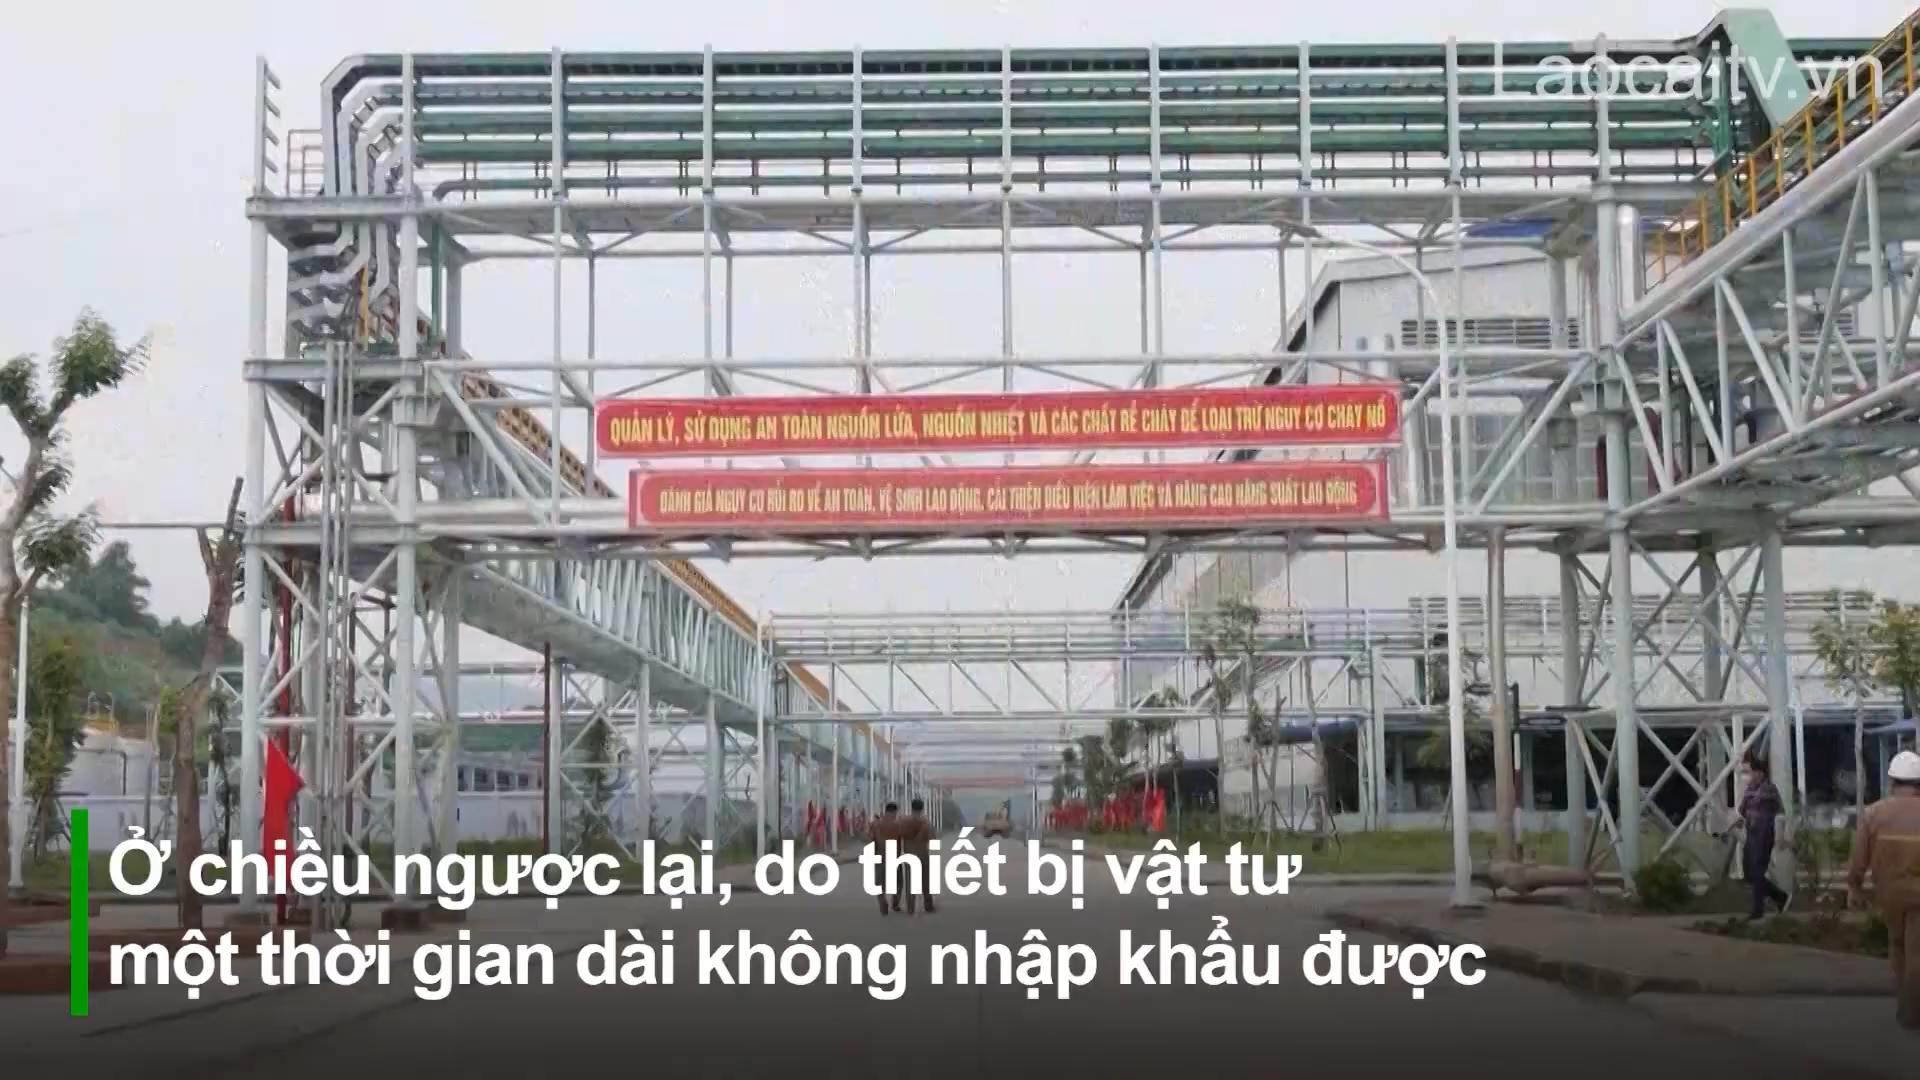 Laocaitv.vn
QUẢN LÝ, SỬ DỤNG AN TOÀN NGUỒN LỬA, NGUỒN NHIỆT VÀ CÁC CHẤT RỄ CHÁY ĐỂ LOẠI TRỪ NGUY CƠ CHÁY NỔ
ĐÁNH GIÁ NGUY CƠ RỦI RO VỀ AN TOÀN, VỆ SINH LAO ĐỘNG, CẢI THIỆN ĐIỀU KIỆN LÀM VIỆC VÀ NÂNG CAO NĂNG SUẤT LAO ĐỘNG
Ở chiều ngược lại, do thiết bị vật tư
một thời gian dài không nhập khẩu được